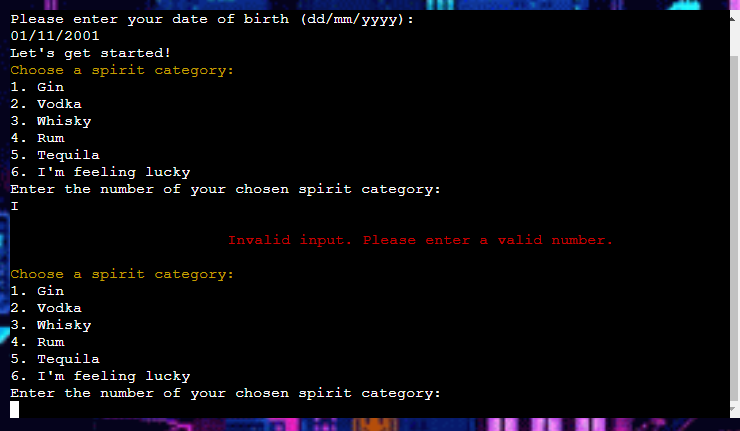 Please enter your date of birth (dd/mm/yyyy):
01/11/2001
Let's get started!
Choose a spirit category:
1. Gin
2. Vodka
3. Whisky
4. Rum
5. Tequila
6. I'm feeling lucky
Enter the number of your chosen spirit category:
I
Invalid input. Please enter a valid number.
Choose a spirit category:
1. Gin
2. Vodka
3. Whisky
4. Rum
5. Tequila
6. I'm feeling lucky
Enter the number of your chosen spirit category: